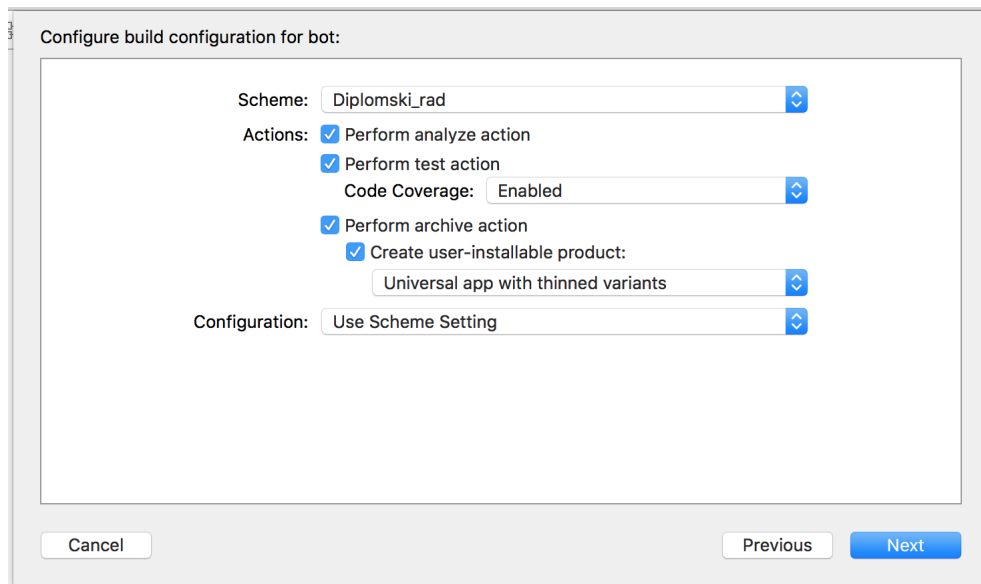 Configure build configuration for bot:
Scheme: Diplomski_rad
Actions: Perform analyze action
Perform test action
Code Coverage: Enabled
Perform archive action
Create user-installable product:
Universal app with thinned variants
Configuration: Use Scheme Setting
Cancel Previous Next